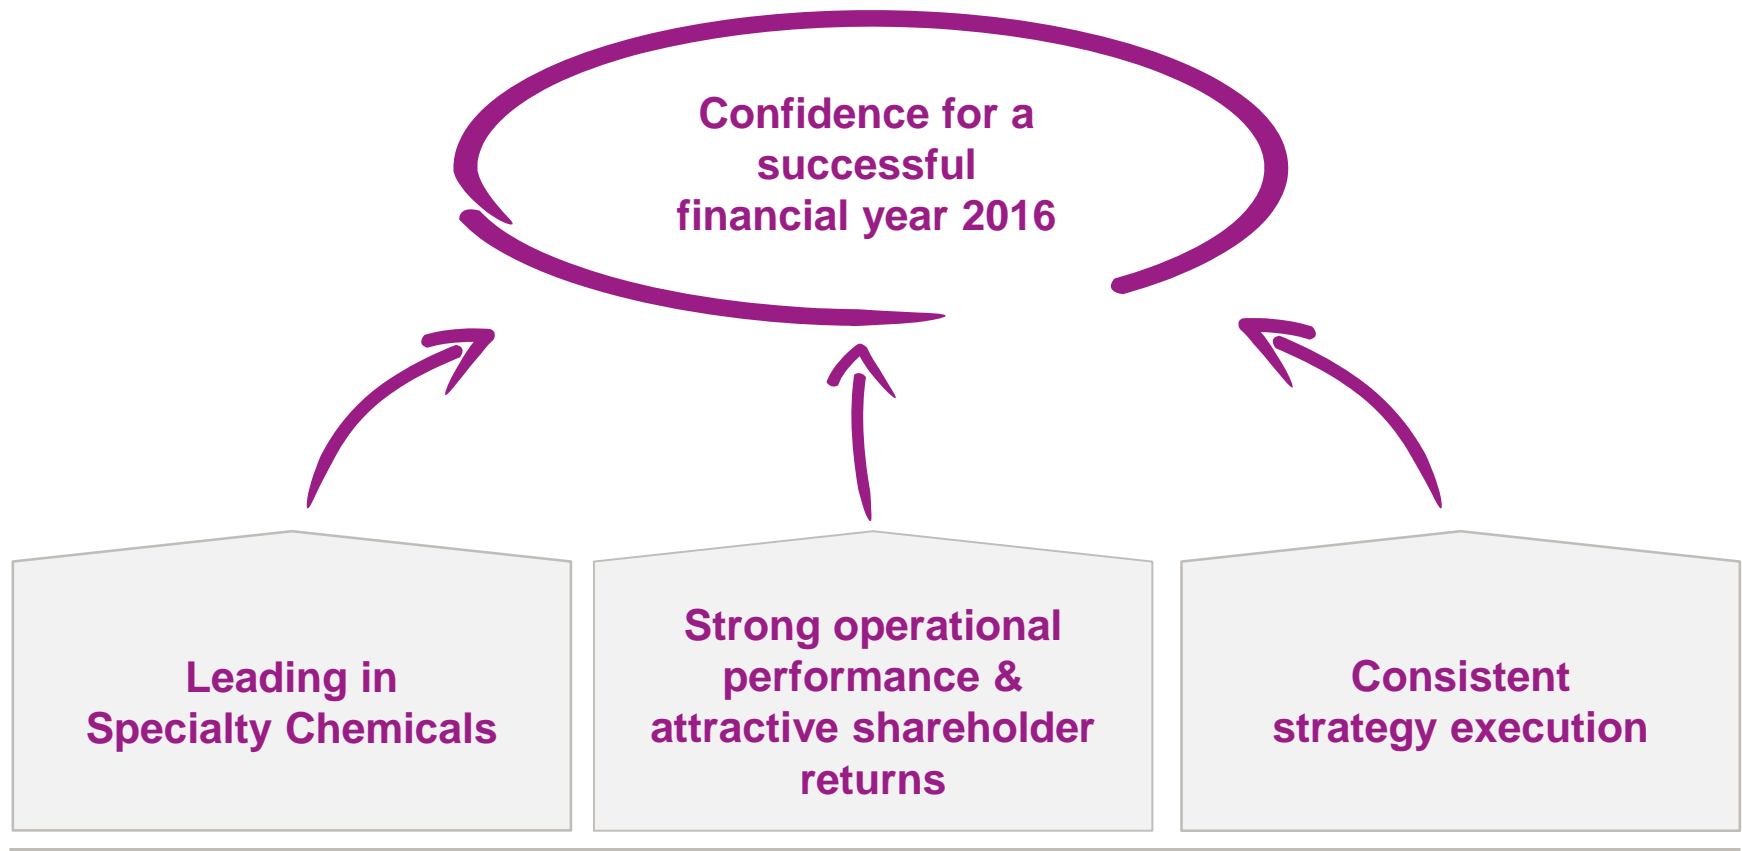 Confidence for a
successful
financial year 2016
Leading in
Specialty Chemicals
Strong operational
performance &
attractive shareholder
returns
Consistent
strategy execution